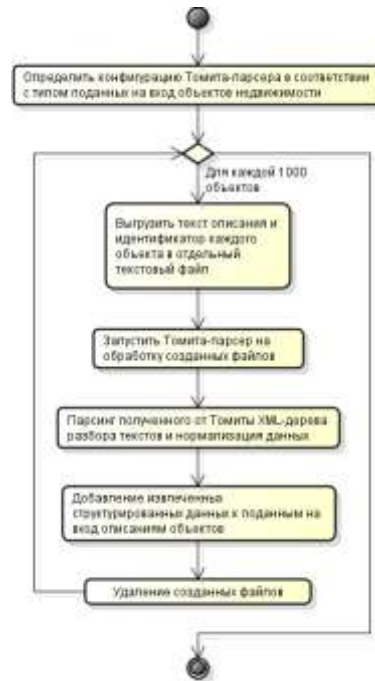 Определить конфигурацию Томита-парсера в соответствии
с типом поданных на вход объектов недвижимости
Для каждой 1000
объектов
Выгрузить текст описания и
идентификатор каждого
объекта в отдельный
текстовый файл
Запустить Томита-парсер на
обработку созданных файлов
Парсинг полученного от Томиты XML-дерева
разбора текстов и нормализация данных
Добавление извлеченных
структурированных данных к поданным на
вход описаниям объектов
Удаление созданных файлов